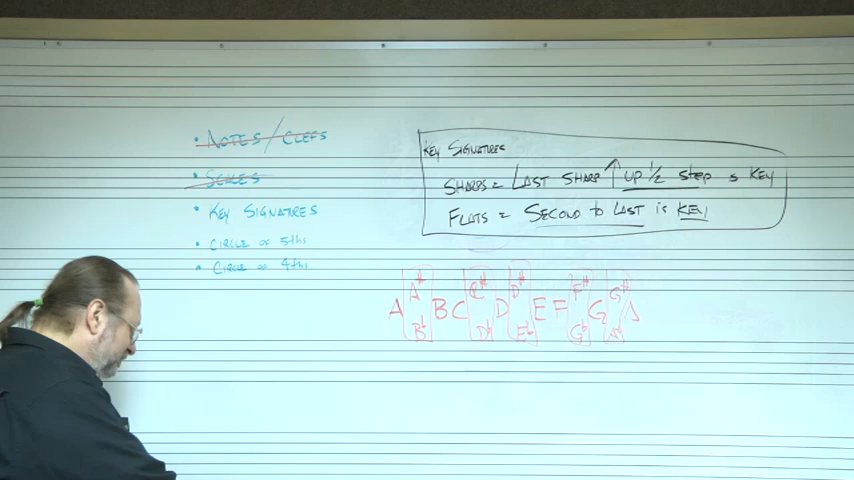 • NOTES/CLEFS
• SCALES
• KEY SIGNATURES
• CIRCLE OF 5ths
• CIRCLE OF 4ths
KEY SIGNATURES
SHARPS = LAST SHARP ↑ UP 1/2 STEP is KEY
FLATS = SECOND TO LAST is KEY
A A# B♭ B C C# D♭ D D# E♭ E F F# G♭ G G# A♭ A